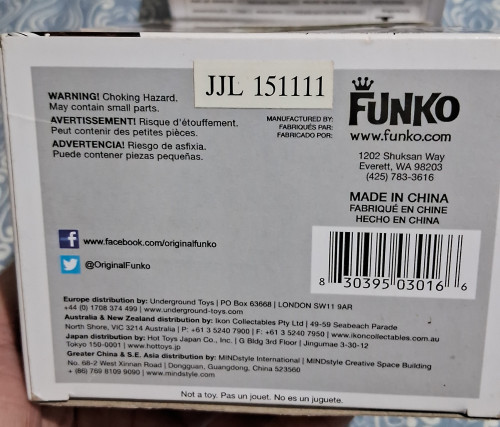 JJL 151111
WARNING! Choking Hazard.
May contain small parts.
AVERTISSEMENT! Risque d'étouffement.
Peut contenir des petites pièces.
ADVERTENCIA! Riesgo de asfixia.
Puede contener piezas pequeñas.
MANUFACTURED BY:
FABRIQUÉS PAR:
FABRICADO POR:
FUNKO
www.funko.com
1202 Shuksan Way
Everett, WA 98203
(425) 783-3616
MADE IN CHINA
FABRIQUÉ EN CHINE
HECHO EN CHINA
f www.facebook.com/originalfunko
@OriginalFunko
8 30395 03016 6
Europe distribution by: Underground Toys | PO Box 63668 | LONDON SW11 9AR
+44 (0) 1708 374 499 | www.underground-toys.com
Australia & New Zealand distribution by: Ikon Collectables Pty Ltd | 49-59 Seabeach Parade
North Shore, VIC 3214 Australia | P: +61 3 5240 7900 | F: +61 3 5240 7950 | www.ikoncollectables.com.au
Japan distribution by: Hot Toys Japan Co., Inc. | G Bldg 3rd Floor | Jingumae 3-30-12
Tokyo 150-0001 | www.hottoys.jp
Greater China & S.E. Asia distribution by: MINDstyle International | MINDstyle Creative Space Building
No. 68-2 West Xinnan Road | Dongguan, Guangdong, China 523560
+ (86) 769 8109 9090 | www.mindstyle.com
Not a toy. Pas un jouet. No es un juguete.